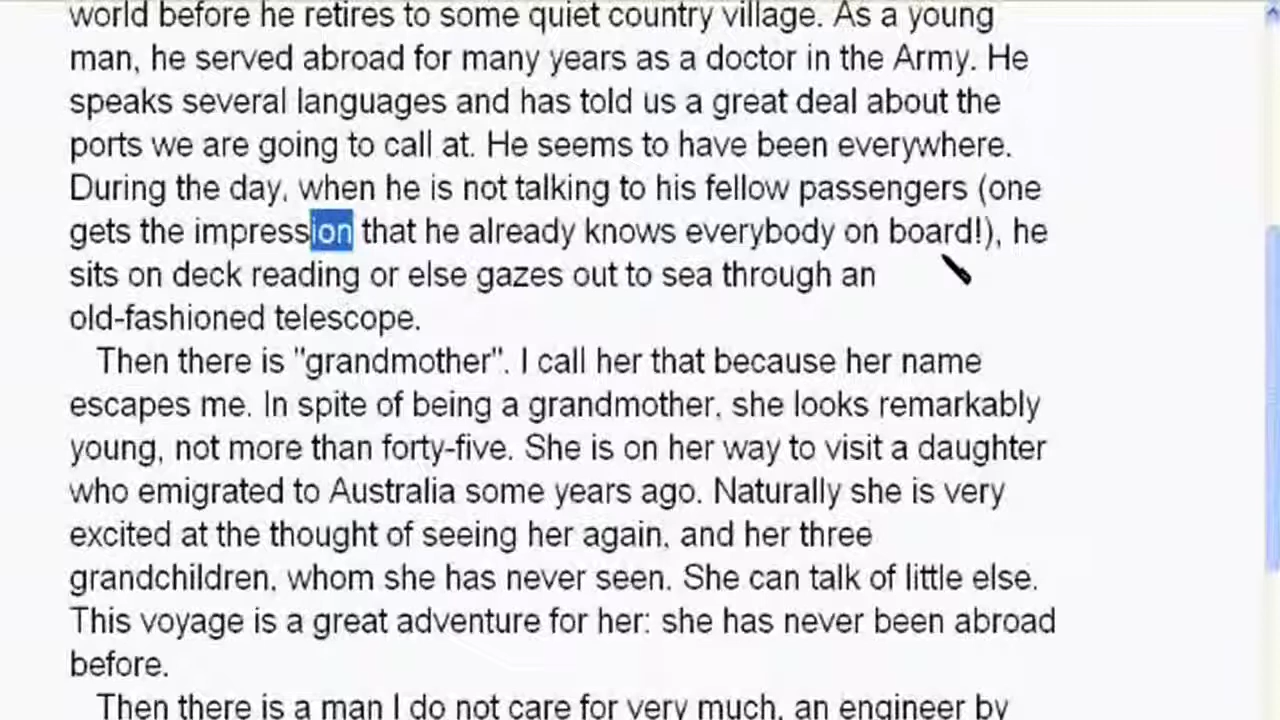 world before he retires to some quiet country village. As a young
man, he served abroad for many years as a doctor in the Army. He
speaks several languages and has told us a great deal about the
ports we are going to call at. He seems to have been everywhere.
During the day, when he is not talking to his fellow passengers (one
gets the impression that he already knows everybody on board!), he
sits on deck reading or else gazes out to sea through an
old-fashioned telescope.
Then there is "grandmother". I call her that because her name
escapes me. In spite of being a grandmother, she looks remarkably
young, not more than forty-five. She is on her way to visit a daughter
who emigrated to Australia some years ago. Naturally she is very
excited at the thought of seeing her again, and her three
grandchildren, whom she has never seen. She can talk of little else.
This voyage is a great adventure for her: she has never been abroad
before.
Then there is a man I do not care for very much, an engineer by